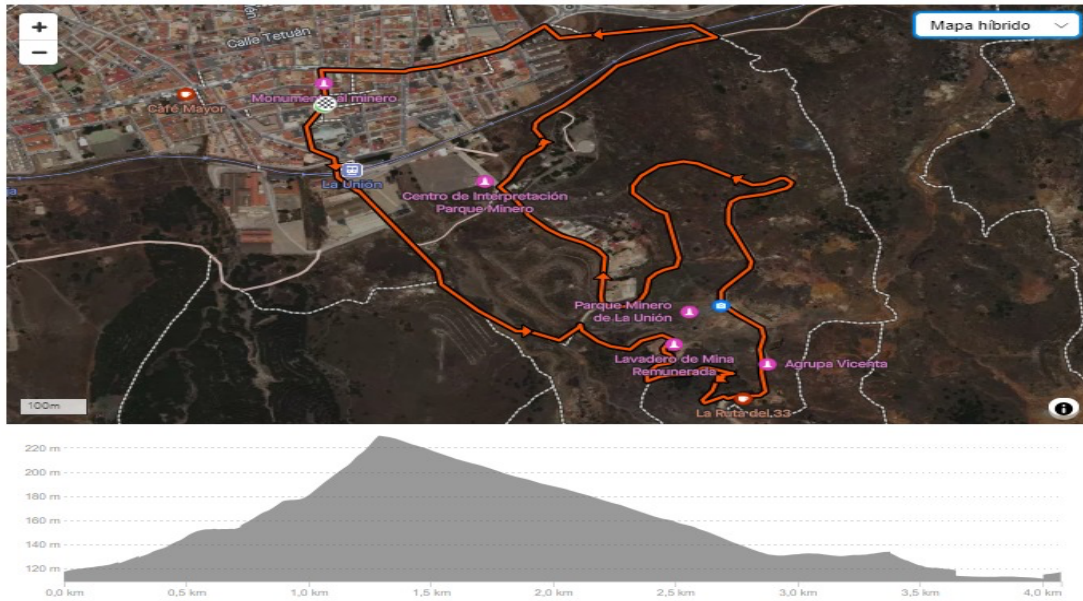 +
−
Mapa híbrido
Calle Tetuán
Café Mayor
Monumento al minero
La Unión
Centro de Interpretación
Parque Minero
Parque Minero
de La Unión
Lavadero de Mina
Remunerada
Agrupa Vicenta
La Ruta del 33
100m
220 m
200 m
180 m
160 m
140 m
120 m
0,0 km
0,5 km
1,0 km
1,5 km
2,0 km
2,5 km
3,0 km
3,5 km
4,0 km